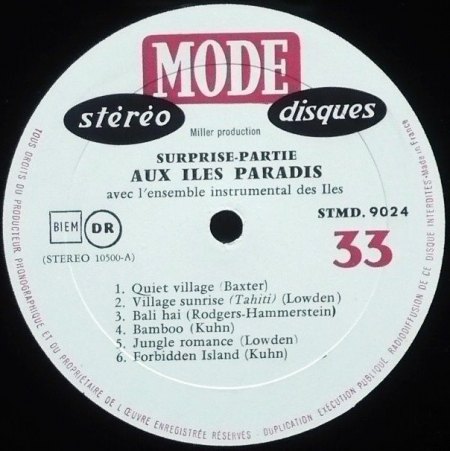 MODE
stéréo disques
Miller production
SURPRISE-PARTIE
AUX ILES PARADIS
avec l'ensemble instrumental des Iles
STMD. 9024
BIEM DR
33
(STEREO 10500-A)
1. Quiet village (Baxter)
2. Village sunrise (Tahiti) (Lowden)
3. Bali hai (Rodgers-Hammerstein)
4. Bamboo (Kuhn)
5. Jungle romance (Lowden)
6. Forbidden Island (Kuhn)
TOUS DROITS DU PRODUCTEUR PHONOGRAPHIQUE ET DU PROPRIÉTAIRE DE L'ŒUVRE ENREGISTRÉE RÉSERVÉS - DUPLICATION EXÉCUTION PUBLIQUE RADIODIFFUSION DE CE DISQUE INTERDITES-Made in France